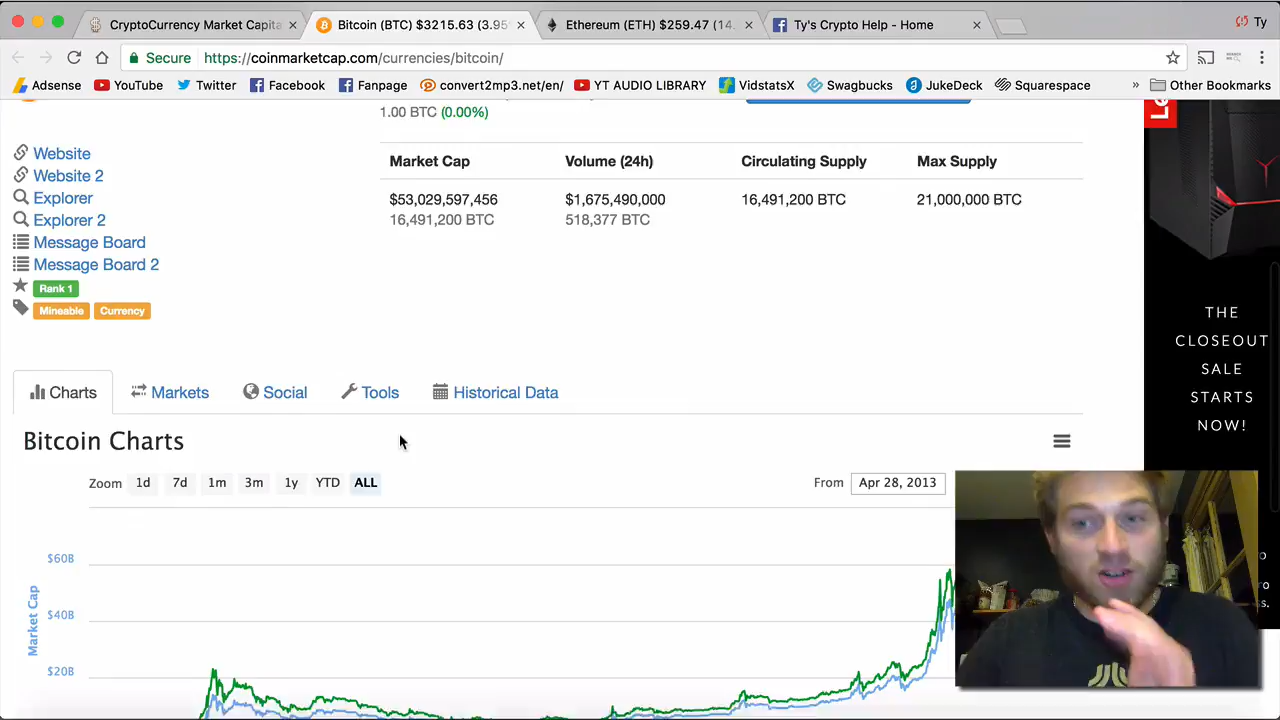 CryptoCurrency Market Capita
Bitcoin (BTC) $3215.63 (3.95
Ethereum (ETH) $259.47 (14.
Ty's Crypto Help - Home
Ty
Secure
https://coinmarketcap.com/currencies/bitcoin/
Adsense
YouTube
Twitter
Facebook
Fanpage
convert2mp3.net/en/
YT AUDIO LIBRARY
VidstatsX
Swagbucks
JukeDeck
Squarespace
»
Other Bookmarks
1.00 BTC (0.00%)
Website
Website 2
Explorer
Explorer 2
Message Board
Message Board 2
Rank 1
Mineable
Currency
Market Cap
Volume (24h)
Circulating Supply
Max Supply
$53,029,597,456
$1,675,490,000
16,491,200 BTC
21,000,000 BTC
16,491,200 BTC
518,377 BTC
THE
CLOSEOUT
SALE
STARTS
NOW!
Charts
Markets
Social
Tools
Historical Data
Bitcoin Charts
Zoom
1d
7d
1m
3m
1y
YTD
ALL
From
Apr 28, 2013
$60B
$40B
$20B
Market Cap